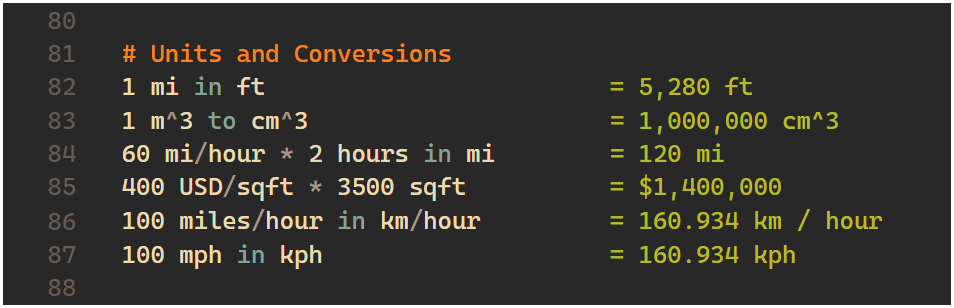 80
81 # Units and Conversions
82 1 mi in ft = 5,280 ft
83 1 m^3 to cm^3 = 1,000,000 cm^3
84 60 mi/hour * 2 hours in mi = 120 mi
85 400 USD/sqft * 3500 sqft = $1,400,000
86 100 miles/hour in km/hour = 160.934 km / hour
87 100 mph in kph = 160.934 kph
88